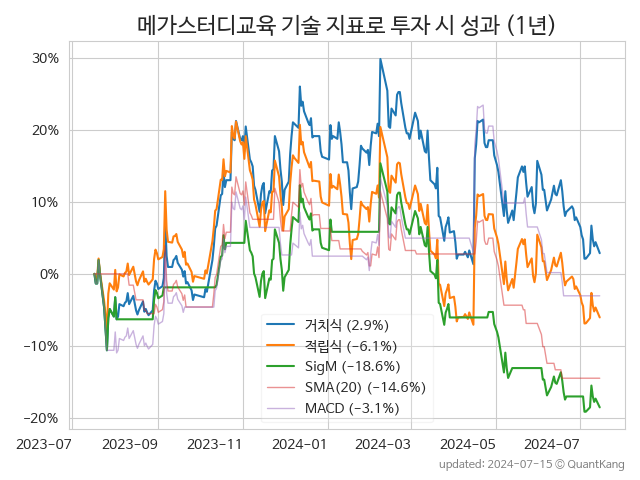 메가스터디교육 기술 지표로 투자 시 성과 (1년)
30%
20%
10%
0%
−10%
−20%
거치식 (2.9%)
적립식 (−6.1%)
SigM (−18.6%)
SMA(20) (−14.6%)
MACD (−3.1%)
2023-07
2023-09
2023-11
2024-01
2024-03
2024-05
2024-07
updated: 2024-07-15 © QuantKang